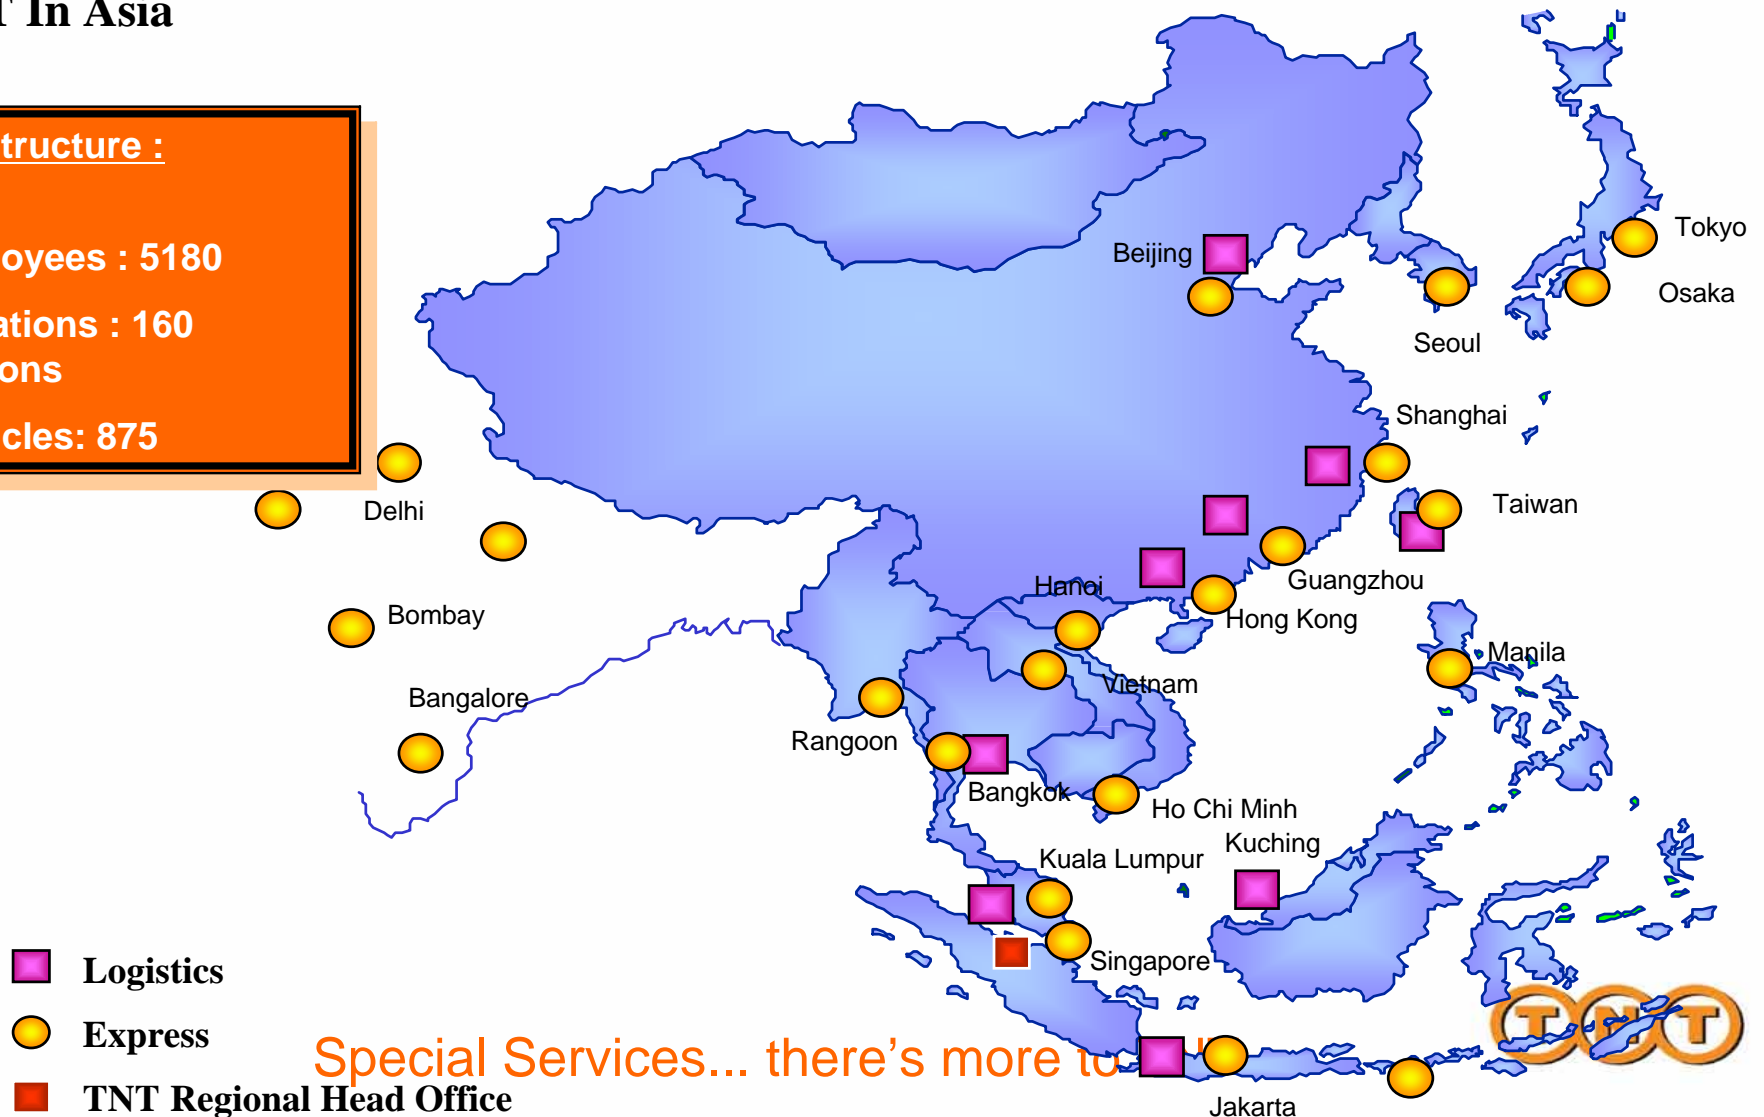 T In Asia
tructure :
oyees : 5180
ations : 160
ons
icles: 875
Tokyo
Beijing
Osaka
Seoul
Shanghai
Delhi
Taiwan
Hanoi
Guangzhou
Bombay
Hong Kong
Manila
Vietnam
Bangalore
Rangoon
Bangkok
Ho Chi Minh
Kuching
Kuala Lumpur
Singapore
Logistics
Express
Special Services... there's more to
TNT
TNT Regional Head Office
Jakarta